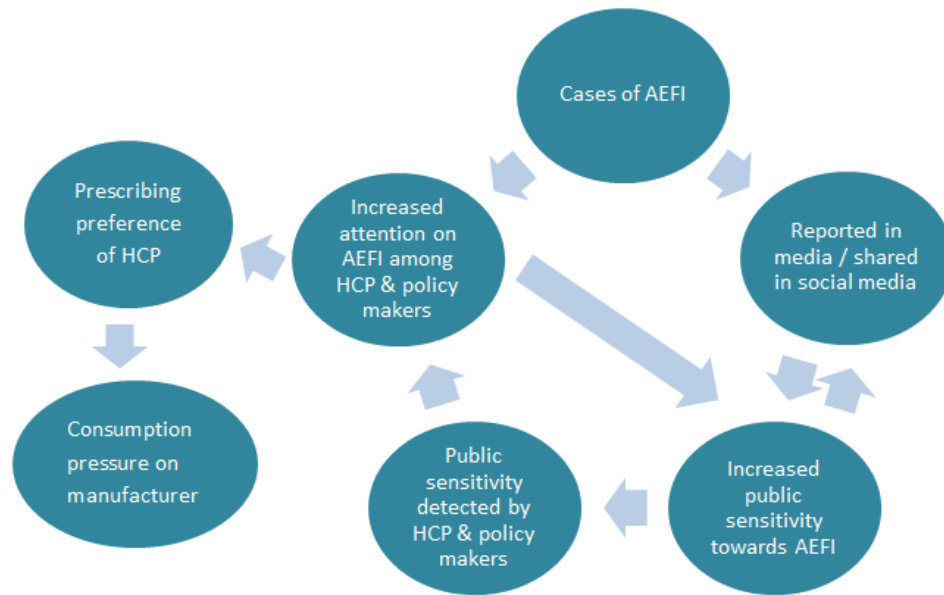 Cases of AEFI
Prescribing
preference
of HCP
Increased
attention on
AEFI among
HCP & policy
makers
Reported in
media / shared
in social media
Consumption
pressure on
manufacturer
Public
sensitivity
detected by
HCP & policy
makers
Increased
public
sensitivity
towards AEFI